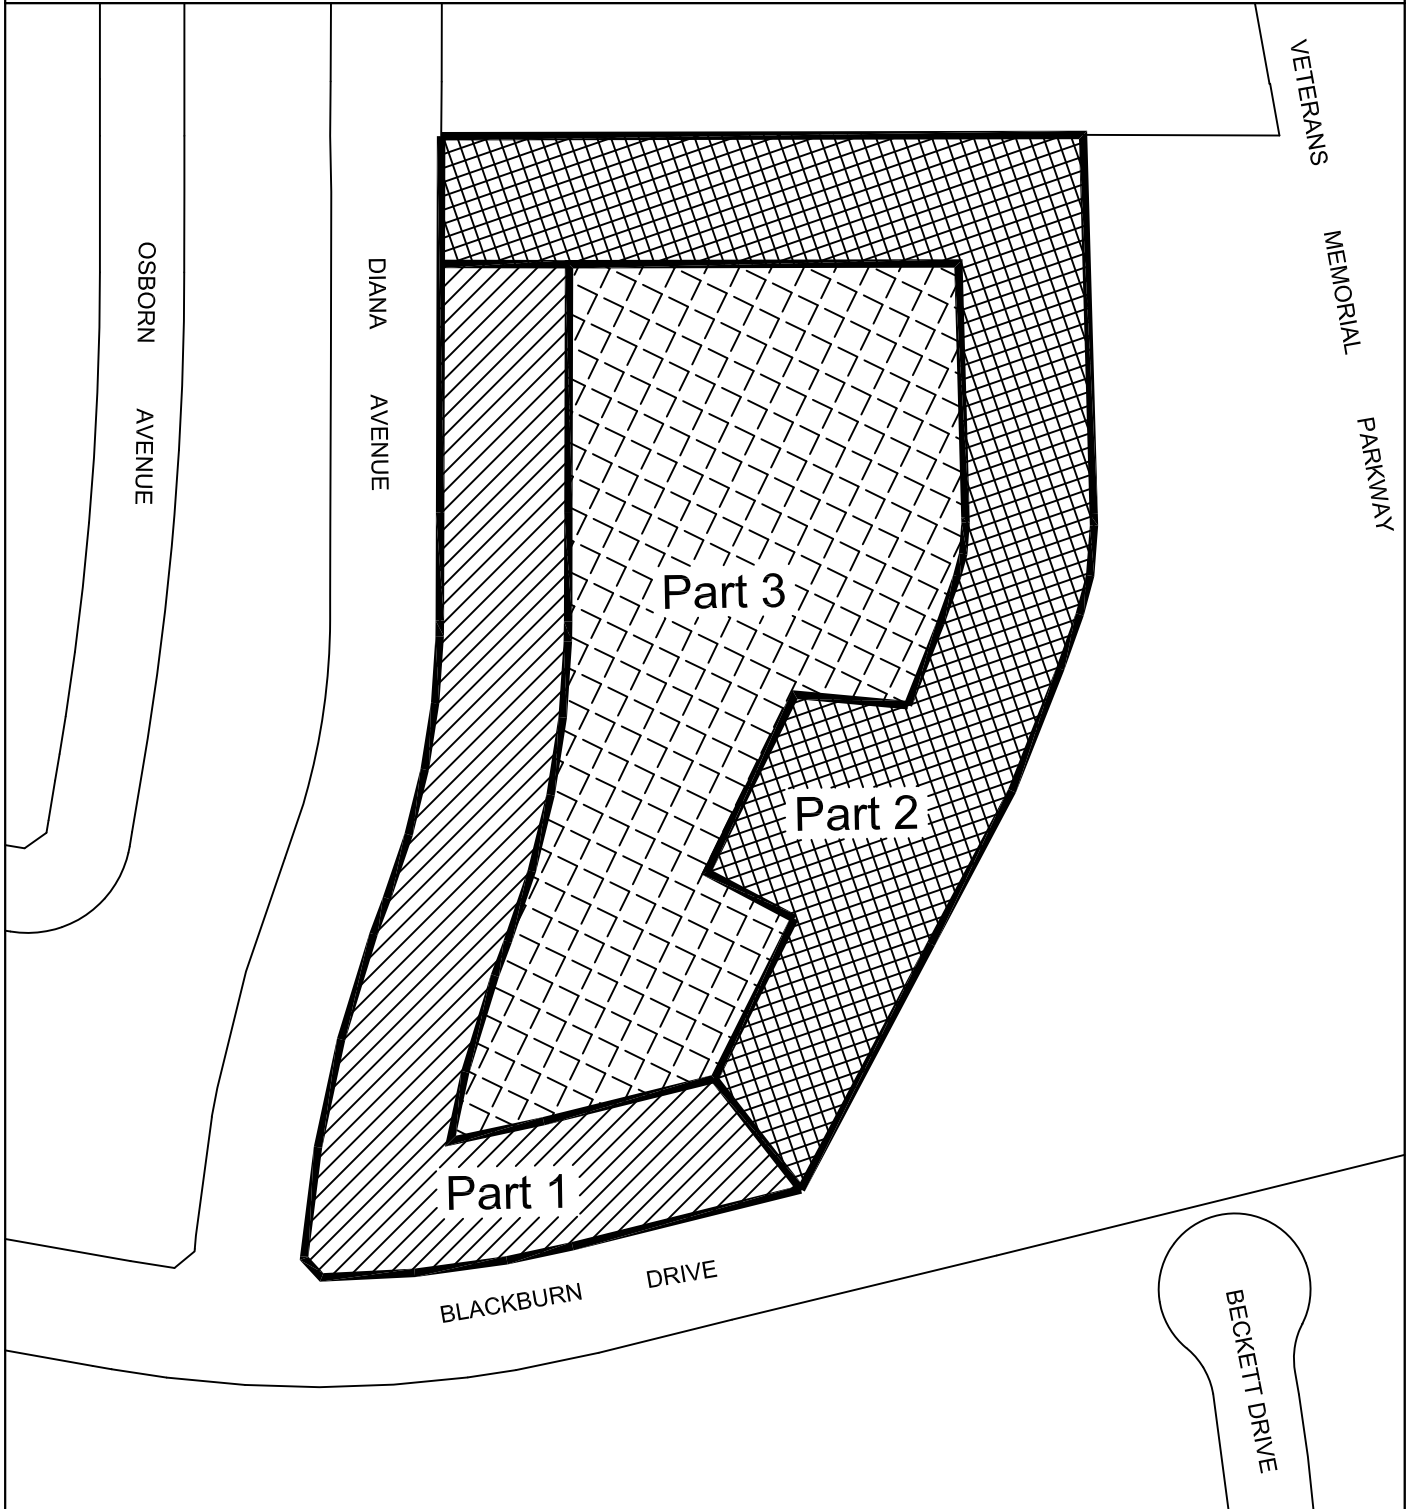 VETERANS MEMORIAL PARKWAY
OSBORN AVENUE
DIANA AVENUE
Part 3
Part 2
Part 1
BLACKBURN DRIVE
BECKETT DRIVE